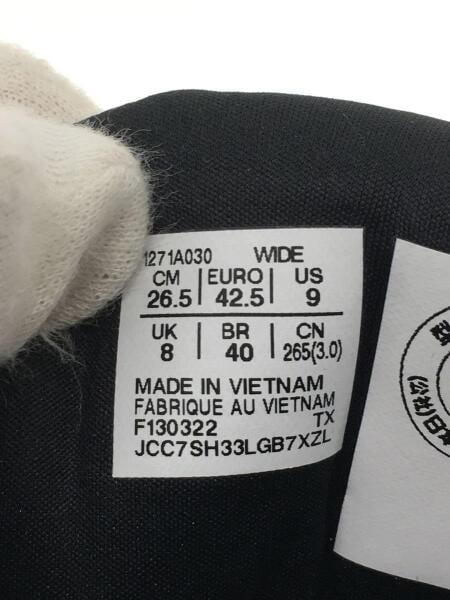 1271A030 WIDE
CM EURO US
26.5 42.5 9
UK BR CN
8 40 265(3.0)
MADE IN VIETNAM
FABRIQUE AU VIETNAM
F130322 TX
JCC7SH33LGB7XZL